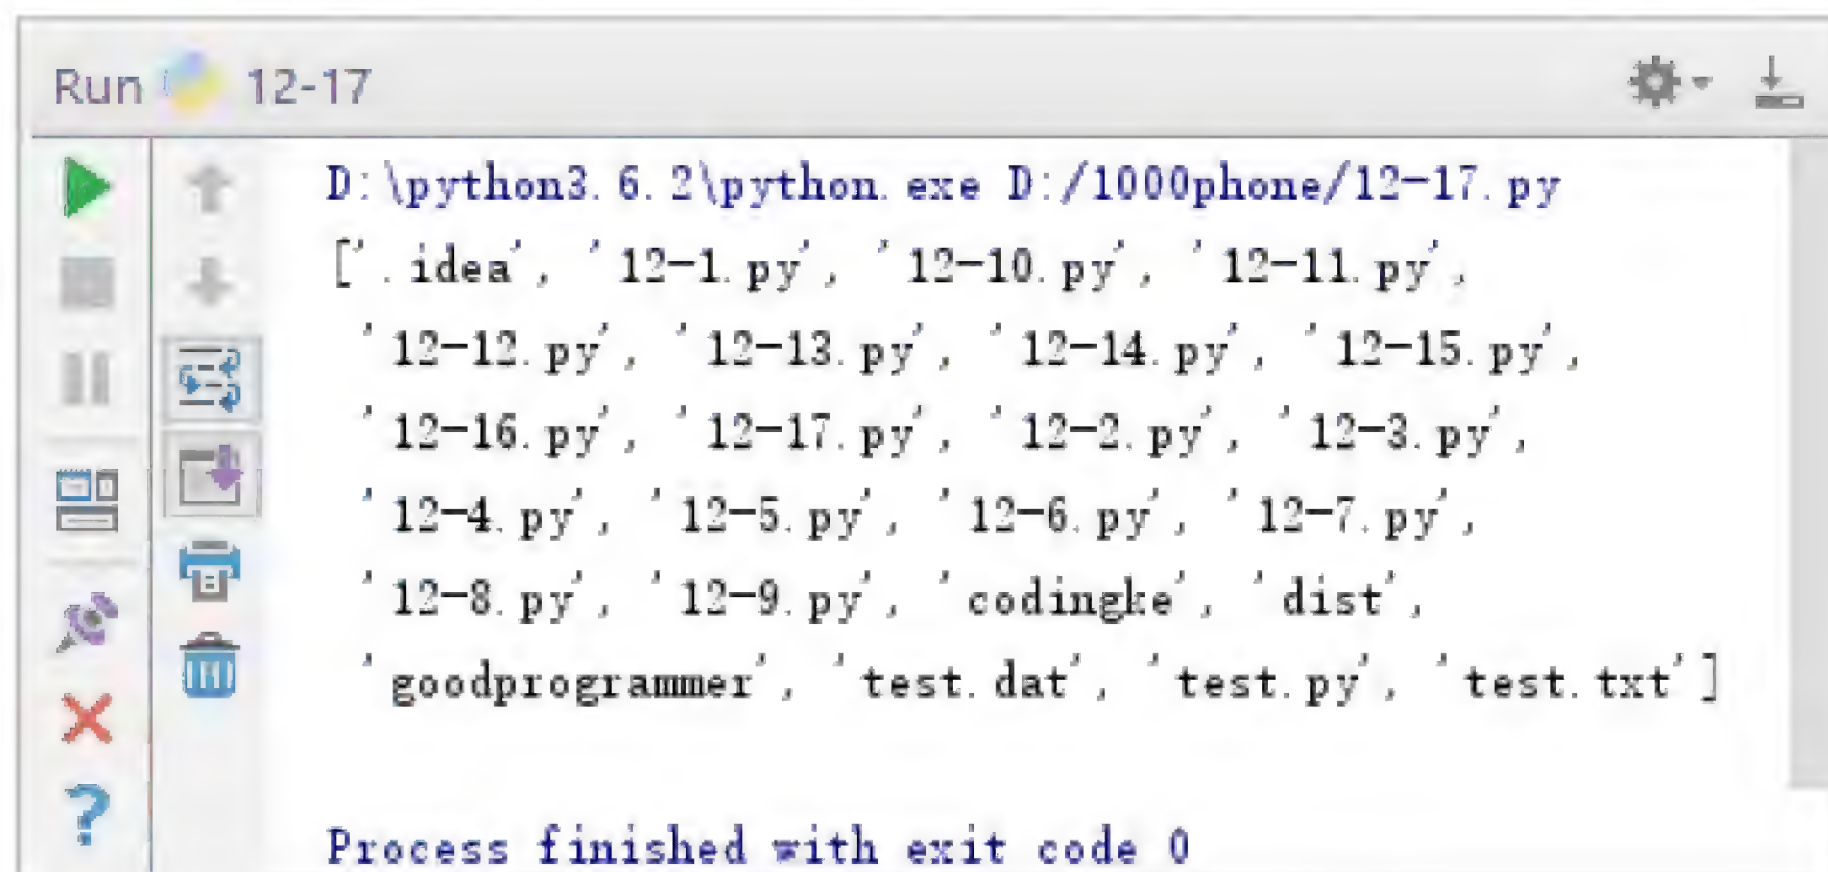 Run 12-17
D:\python3.6.2\python.exe D:/1000phone/12-17.py
['.idea', '12-1.py', '12-10.py', '12-11.py',
'12-12.py', '12-13.py', '12-14.py', '12-15.py',
'12-16.py', '12-17.py', '12-2.py', '12-3.py',
'12-4.py', '12-5.py', '12-6.py', '12-7.py',
'12-8.py', '12-9.py', 'codingke', 'dist',
'goodprogrammer', 'test.dat', 'test.py', 'test.txt']
Process finished with exit code 0